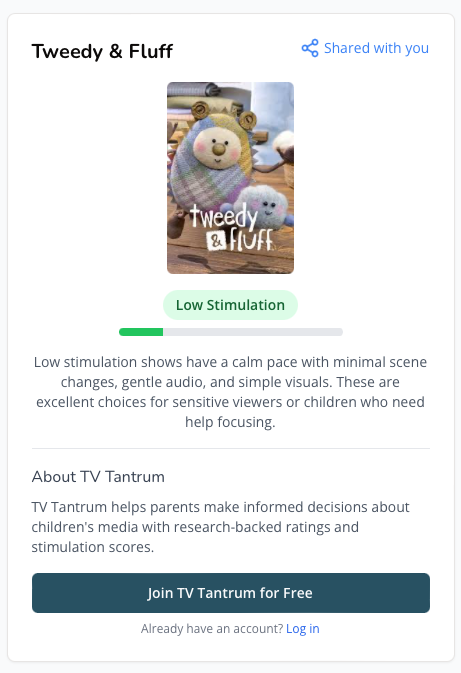 Tweedy & Fluff
Shared with you
tweedy
& fluff
Low Stimulation
Low stimulation shows have a calm pace with minimal scene
changes, gentle audio, and simple visuals. These are
excellent choices for sensitive viewers or children who need
help focusing.
About TV Tantrum
TV Tantrum helps parents make informed decisions about
children's media with research-backed ratings and
stimulation scores.
Join TV Tantrum for Free
Already have an account? Log in